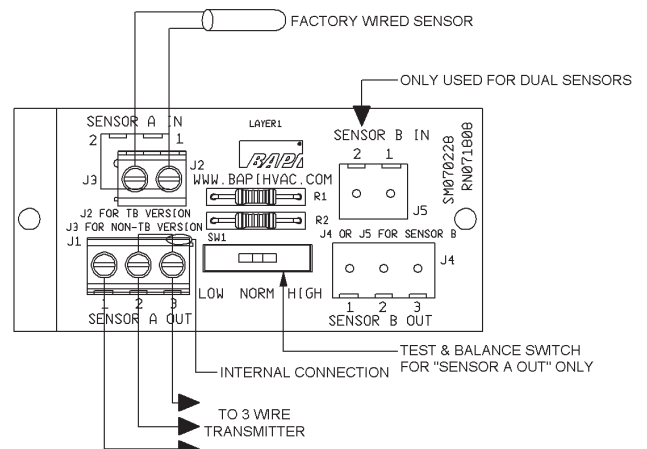 FACTORY WIRED SENSOR
ONLY USED FOR DUAL SENSORS
SENSOR A IN
2 1
LAYER1
SENSOR B IN
2 1
BAPI
SM070228
RN071808
J3
J2
WWW.BAPIHVAC.COM
R1
J5
J2 FOR TB VERSION
J3 FOR NON-TB VERSION
R2
J1
SW1
J4 OR J5 FOR SENSOR B
J4
LOW NORM HIGH
1 2 3
SENSOR A OUT
1 2 3
SENSOR B OUT
TEST & BALANCE SWITCH
FOR "SENSOR A OUT" ONLY
INTERNAL CONNECTION
TO 3 WIRE
TRANSMITTER